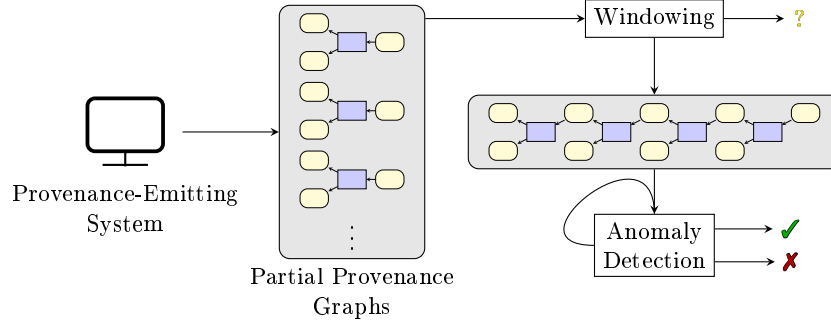 Windowing
?
Provenance-Emitting
System
Partial Provenance
Graphs
Anomaly
Detection
✓
✗